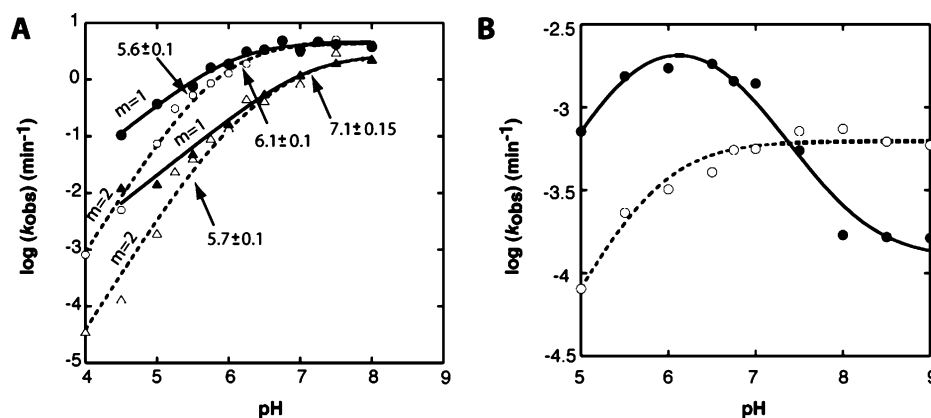 A
B
log (kobs) (min-1)
1
0
-1
-2
-3
-4
-5
4
5
6
7
8
9
pH
5.6±0.1
m=1
m=1
6.1±0.1
7.1±0.15
m=2
m=2
5.7±0.1
log (kobs) (min-1)
-2.5
-3
-3.5
-4
-4.5
5
6
7
8
9
pH